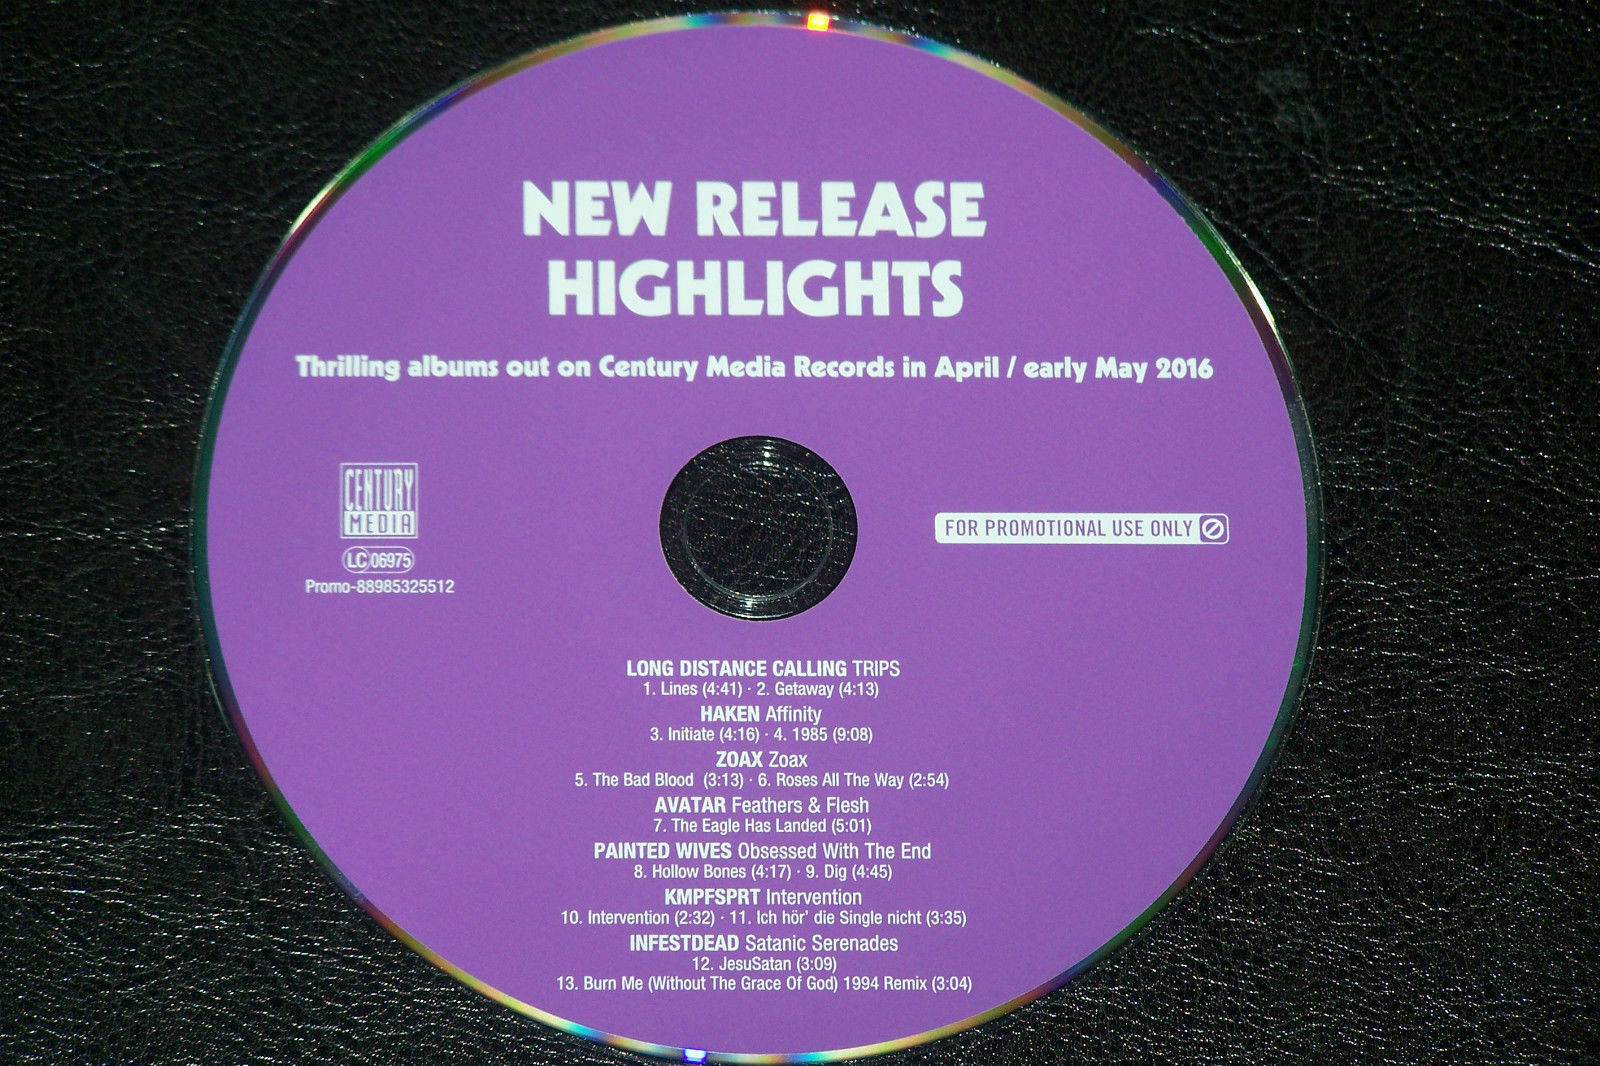 NEW RELEASE
HIGHLIGHTS
Thrilling albums out on Century Media Records in April / early May 2016
CENTURY
MEDIA
LC 06975
Promo-88985325512
FOR PROMOTIONAL USE ONLY
LONG DISTANCE CALLING TRIPS
1. Lines (4:41) · 2. Getaway (4:13)
HAKEN Affinity
3. Initiate (4:16) · 4. 1985 (9:08)
ZOAX Zoax
5. The Bad Blood (3:13) · 6. Roses All The Way (2:54)
AVATAR Feathers & Flesh
7. The Eagle Has Landed (5:01)
PAINTED WIVES Obsessed With The End
8. Hollow Bones (4:17) · 9. Dig (4:45)
KMPFSPRT Intervention
10. Intervention (2:32) · 11. Ich hör' die Single nicht (3:35)
INFESTDEAD Satanic Serenades
12. JesuSatan (3:09)
13. Burn Me (Without The Grace Of God) 1994 Remix (3:04)